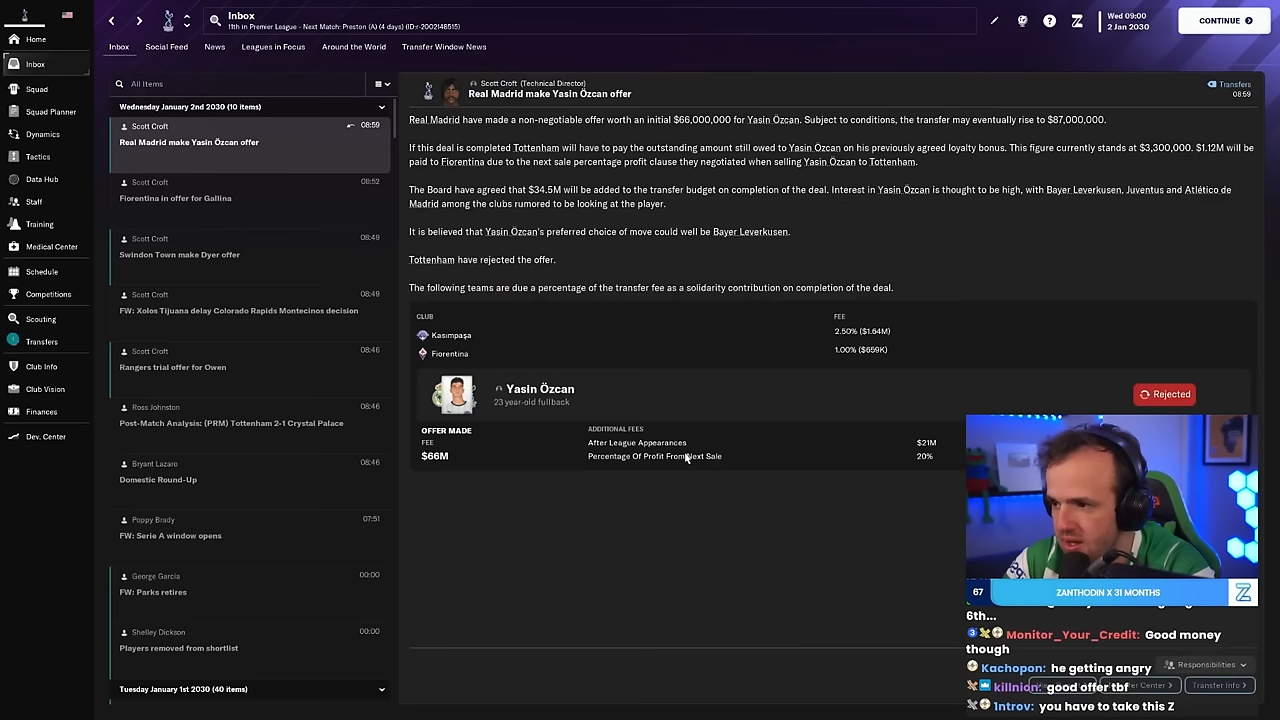 Inbox
11th in Premier League - Next Match: Preston (A) (4 days) (ID:r-2002148515)
Wed 09:00
2 Jan 2030
CONTINUE
Home
Inbox
Squad
Squad Planner
Dynamics
Tactics
Data Hub
Staff
Training
Medical Center
Schedule
Competitions
Scouting
1
Transfers
Club Info
Club Vision
Finances
Dev. Center
Inbox
Social Feed
News
Leagues in Focus
Around the World
Transfer Window News
All Items
Wednesday January 2nd 2030 (10 items)
Scott Croft
08:59
Real Madrid make Yasin Özcan offer
Scott Croft
08:52
Fiorentina in offer for Gallina
Scott Croft
08:49
Swindon Town make Dyer offer
Scott Croft
08:49
FW: Xolos Tijuana delay Colorado Rapids Montecinos decision
Scott Croft
08:46
Rangers trial offer for Owen
Ross Johnston
08:46
Post-Match Analysis: (PRM) Tottenham 2-1 Crystal Palace
Bryant Lazaro
08:46
Domestic Round-Up
Poppy Brady
07:51
FW: Serie A window opens
George Garcia
00:00
FW: Parks retires
Shelley Dickson
00:00
Players removed from shortlist
Tuesday January 1st 2030 (40 items)
Scott Croft (Technical Director)
Real Madrid make Yasin Özcan offer
Transfers
08:59
Real Madrid have made a non-negotiable offer worth an initial $66,000,000 for Yasin Özcan. Subject to conditions, the transfer may eventually rise to $87,000,000.
If this deal is completed Tottenham will have to pay the outstanding amount still owed to Yasin Özcan on his previously agreed loyalty bonus. This figure currently stands at $3,300,000. $1.12M will be
paid to Fiorentina due to the next sale percentage profit clause they negotiated when selling Yasin Özcan to Tottenham.
The Board have agreed that $34.5M will be added to the transfer budget on completion of the deal. Interest in Yasin Özcan is thought to be high, with Bayer Leverkusen, Juventus and Atlético de
Madrid among the clubs rumored to be looking at the player.
It is believed that Yasin Özcan's preferred choice of move could well be Bayer Leverkusen.
Tottenham have rejected the offer.
The following teams are due a percentage of the transfer fee as a solidarity contribution on completion of the deal.
CLUB
FEE
Kasımpaşa
2.50% ($1.64M)
Fiorentina
1.00% ($659K)
Yasin Özcan
23 year-old fullback
Rejected
OFFER MADE
FEE
$66M
ADDITIONAL FEES
After League Appearances
$21M
Percentage Of Profit From Next Sale
20%
67
ZANTHODIN X 31 MONTHS
Z
6th...
Monitor_Your_Credit: Good money
though
Kachopon: he getting angry
Responsibilities
killnion: good offer tbf
Center
Transfer Info
1ntrov: you have to take this Z